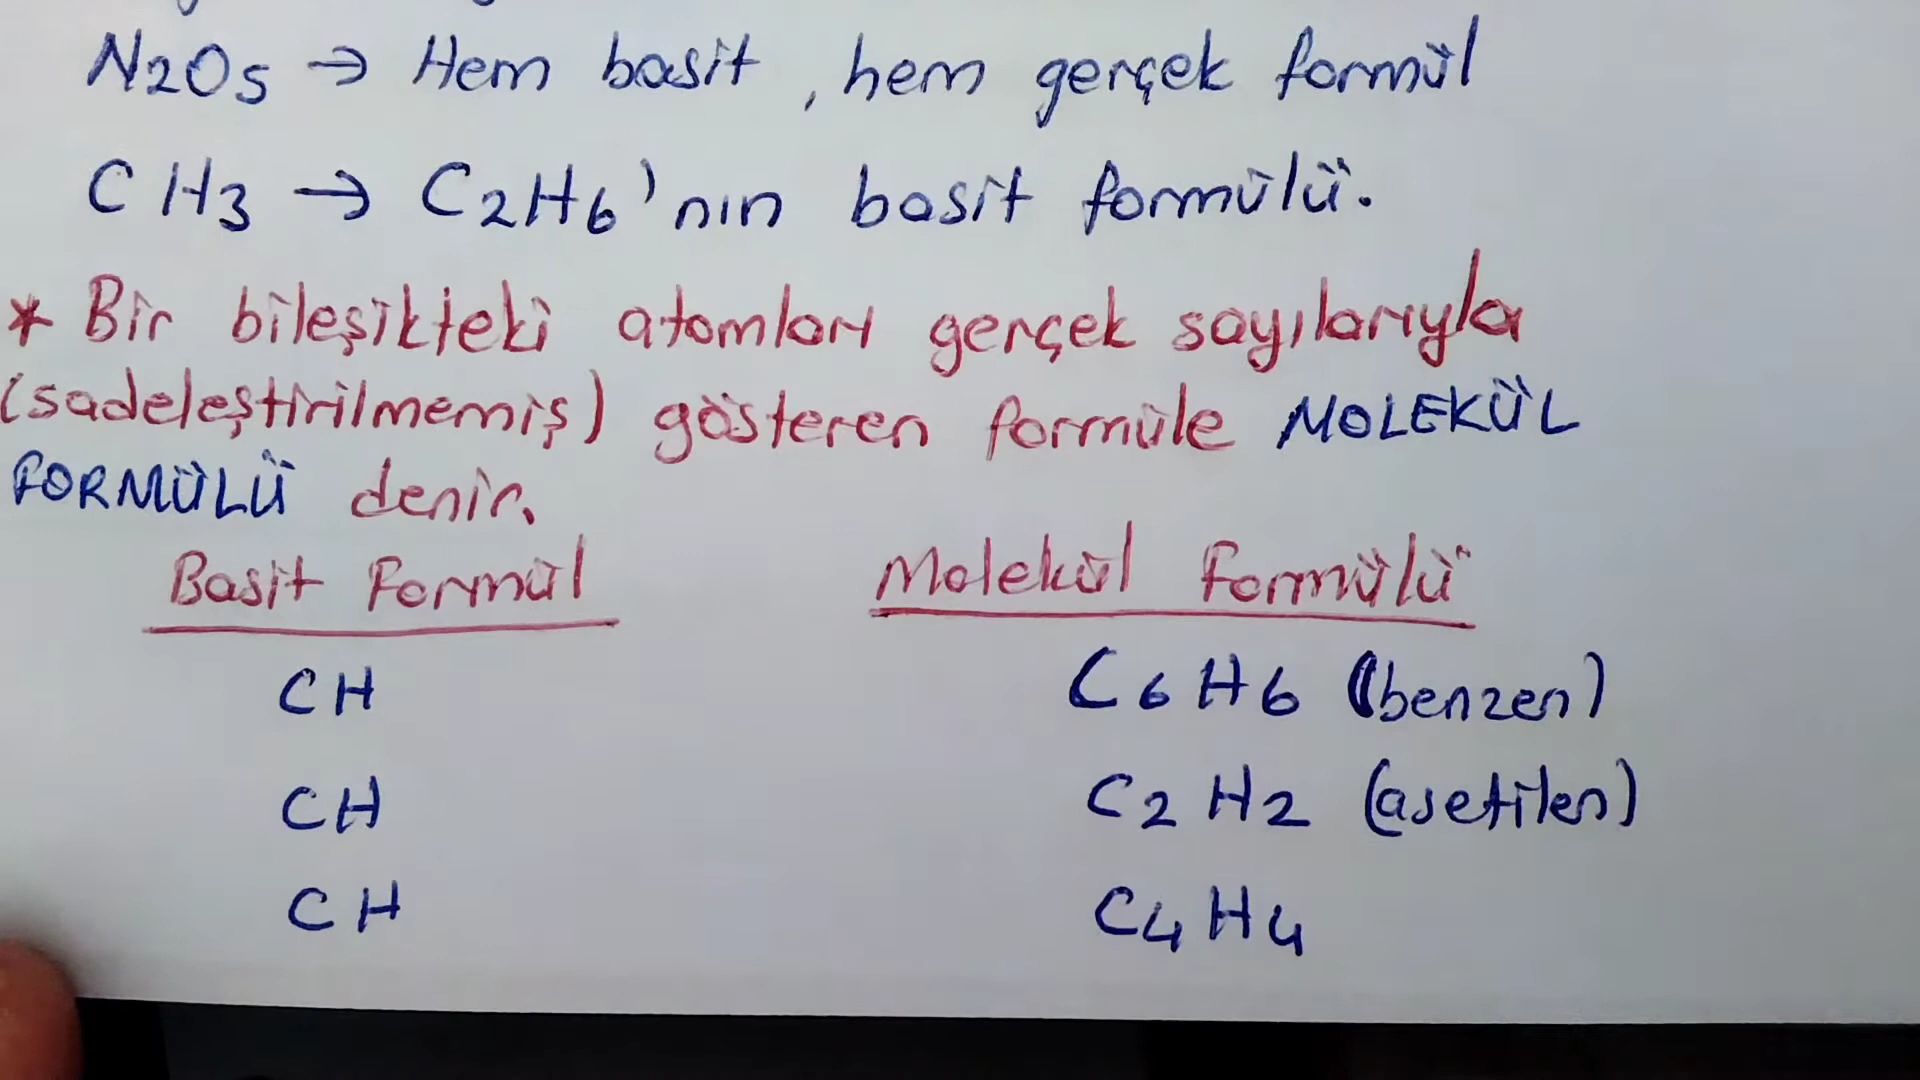 N2O5 → Hem basit, hem gerçek formül
CH3 → C2H6'nın basit formülü.
* Bir bileşikteki atomları gerçek sayılarıyla
(sadeleştirilmemiş) gösteren formüle MOLEKÜL
FORMÜLÜ denir.
Basit Formül Molekül Formülü
CH C6H6 (benzen)
CH C2H2 (asetilen)
CH C4H4